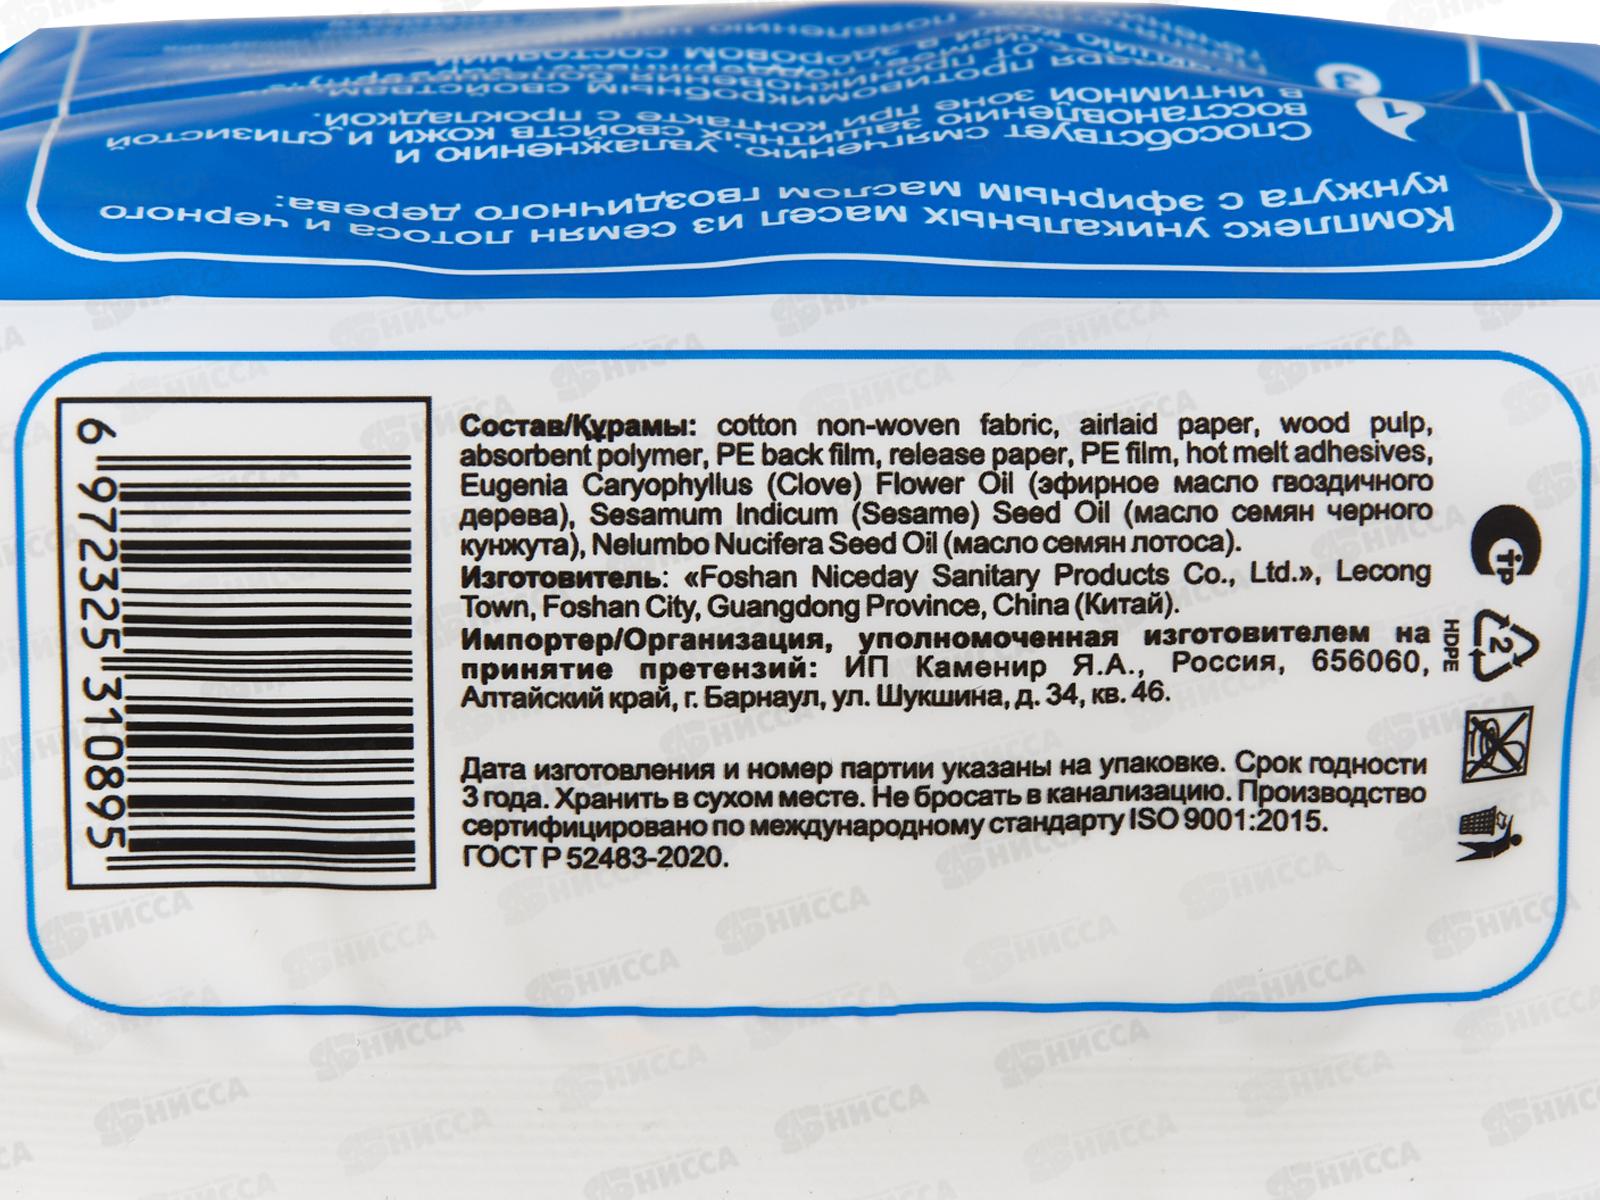 Комплекс уникальных масел из семян лотоса и черного
кунжута с эфирным маслом гвоздичного дерева:
1
Способствует смягчению, увлажнению и
восстановлению защитных свойств кожи и слизистой
в интимной зоне при контакте с прокладкой.
3
6 972325 310895
Состав/Құрамы: cotton non-woven fabric, airlaid paper, wood pulp,
absorbent polymer, PE back film, release paper, PE film, hot melt adhesives,
Eugenia Caryophyllus (Clove) Flower Oil (эфирное масло гвоздичного
дерева), Sesamum Indicum (Sesame) Seed Oil (масло семян черного
кунжута), Nelumbo Nucifera Seed Oil (масло семян лотоса).
Изготовитель: «Foshan Niceday Sanitary Products Co., Ltd.», Lecong
Town, Foshan City, Guangdong Province, China (Китай).
Импортер/Организация, уполномоченная изготовителем на
принятие претензий: ИП Каменир Я.А., Россия, 656060,
Алтайский край, г. Барнаул, ул. Шукшина, д. 34, кв. 46.
Дата изготовления и номер партии указаны на упаковке. Срок годности
3 года. Хранить в сухом месте. Не бросать в канализацию. Производство
сертифицировано по международному стандарту ISO 9001:2015.
ГОСТ Р 52483-2020.
СТР
2
HDPE
НИССА